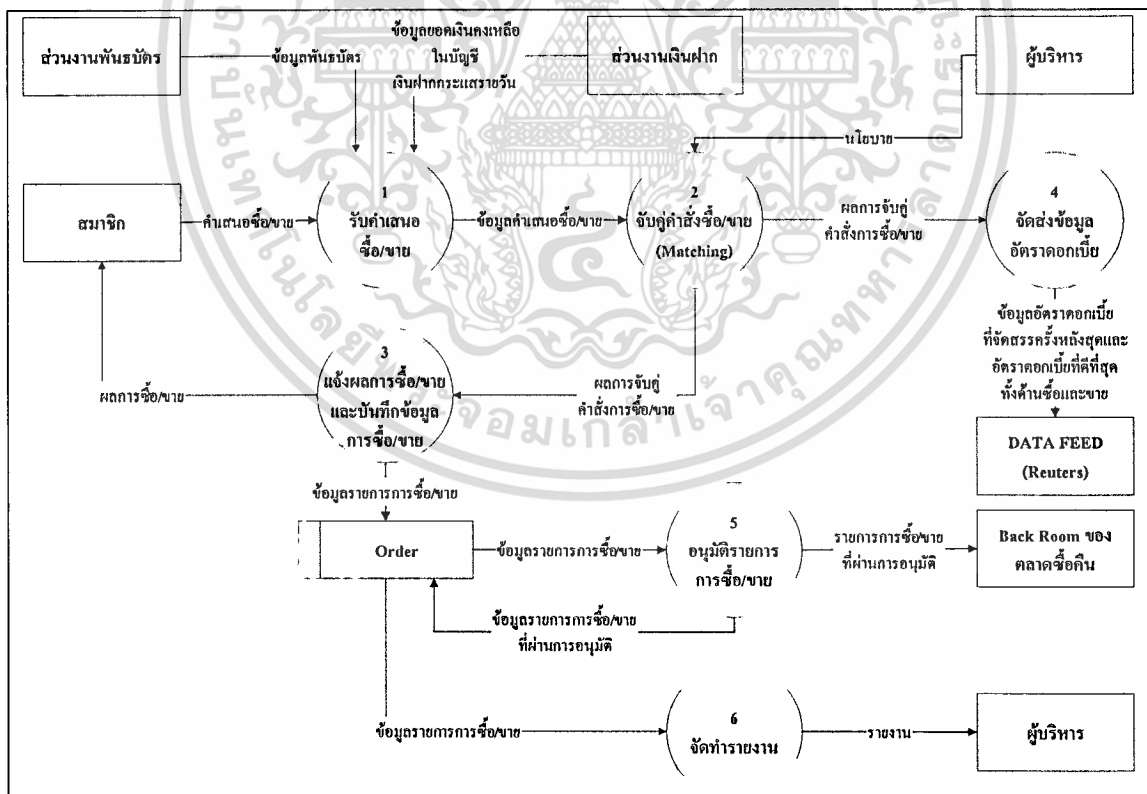 ส่วนงานพันธบัตร
ข้อมูลพันธบัตร
ข้อมูลยอดเงินคงเหลือ
ในบัญชี
เงินฝากกระแสรายวัน
ส่วนงานเงินฝาก
ผู้บริหาร
นโยบาย
สมาชิก
คำเสนอซื้อ/ขาย
1
รับคำเสนอ
ซื้อ/ขาย
ข้อมูลคำเสนอซื้อ/ขาย
2
จับคู่คำสั่งซื้อ/ขาย
(Matching)
ผลการจับคู่
คำสั่งการซื้อ/ขาย
4
จัดส่งข้อมูล
อัตราดอกเบี้ย
ข้อมูลอัตราดอกเบี้ย
ที่จัดสรรครั้งหลังสุดและ
อัตราดอกเบี้ยที่ดีที่สุด
ทั้งด้านซื้อและขาย
ผลการซื้อ/ขาย
3
แจ้งผลการซื้อ/ขาย
และบันทึกข้อมูล
การซื้อ/ขาย
ผลการจับคู่
คำสั่งการซื้อ/ขาย
DATA FEED
(Reuters)
ข้อมูลรายการการซื้อ/ขาย
Order
ข้อมูลรายการการซื้อ/ขาย
5
อนุมัติรายการ
การซื้อ/ขาย
รายการการซื้อ/ขาย
ที่ผ่านการอนุมัติ
Back Room ของ
ตลาดซื้อคืน
ข้อมูลรายการการซื้อ/ขาย
ที่ผ่านการอนุมัติ
ข้อมูลรายการการซื้อ/ขาย
6
จัดทำรายงาน
รายงาน
ผู้บริหาร